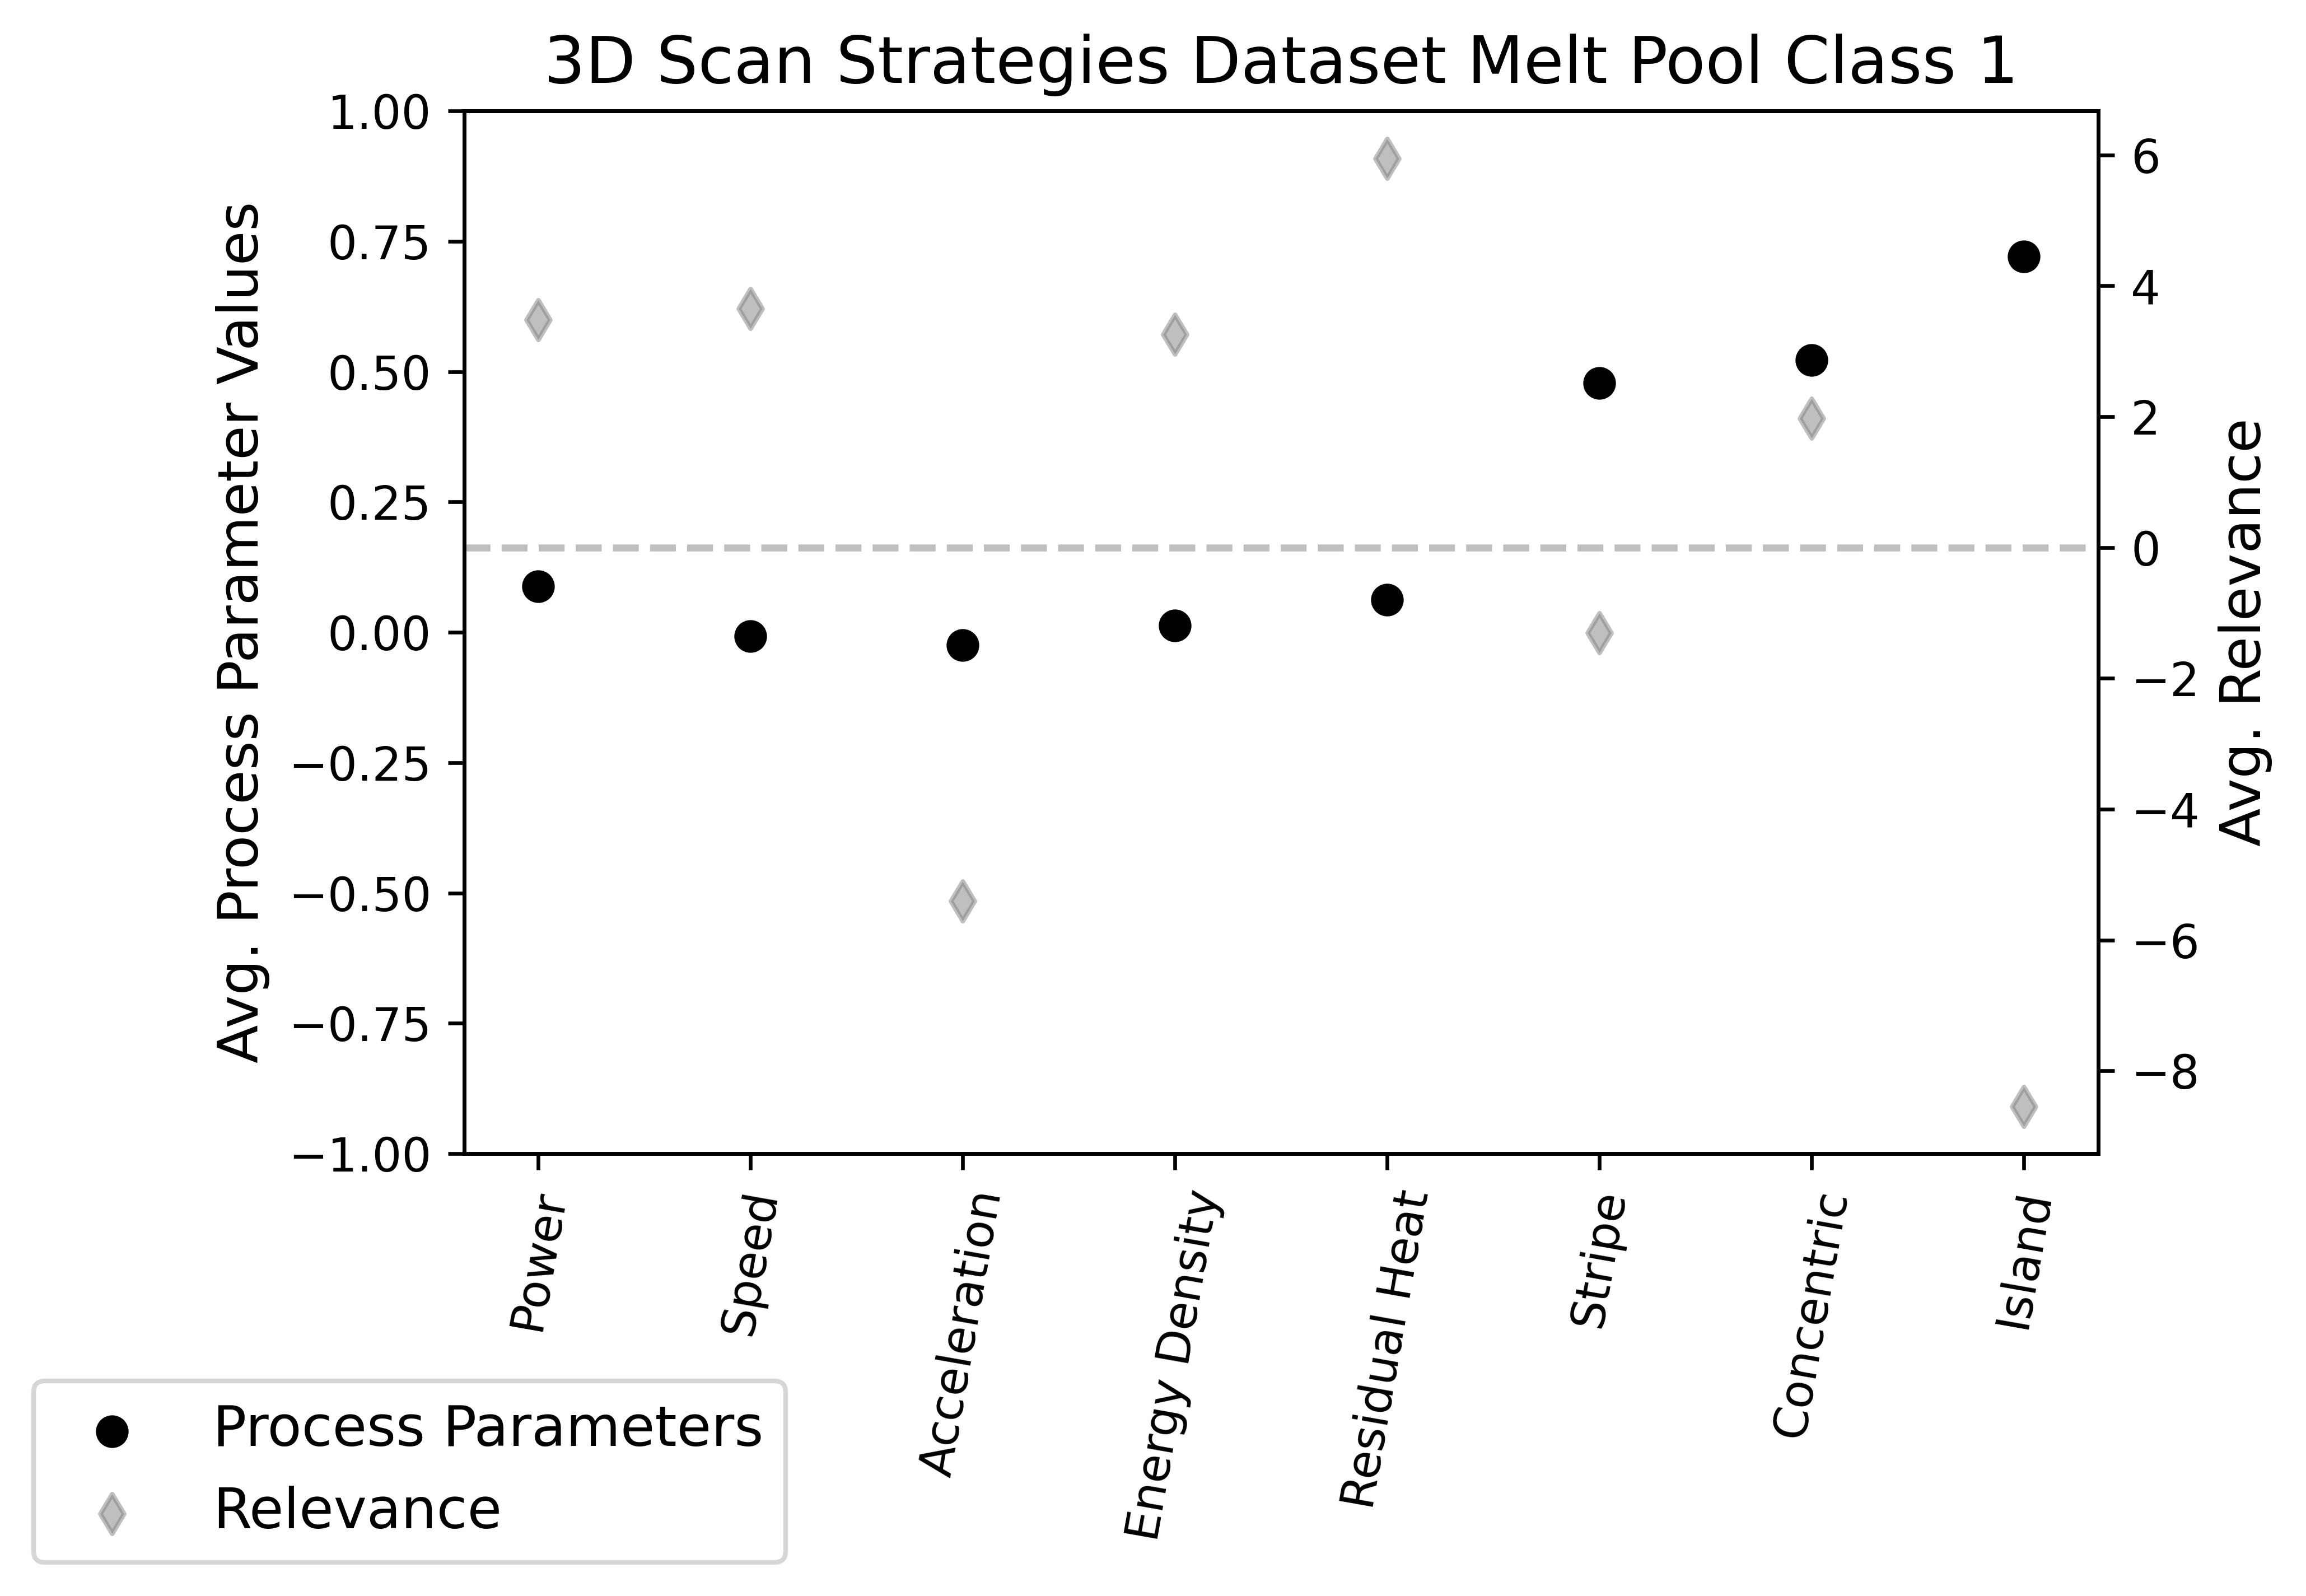 3D Scan Strategies Dataset Melt Pool Class 1
Avg. Process Parameter Values
1.00
0.75
0.50
0.25
0.00
−0.25
−0.50
−0.75
−1.00
6
4
2
0
−2
−4
−6
−8
Avg. Relevance
Power
Speed
Acceleration
Energy Density
Residual Heat
Stripe
Concentric
Island
Process Parameters
Relevance